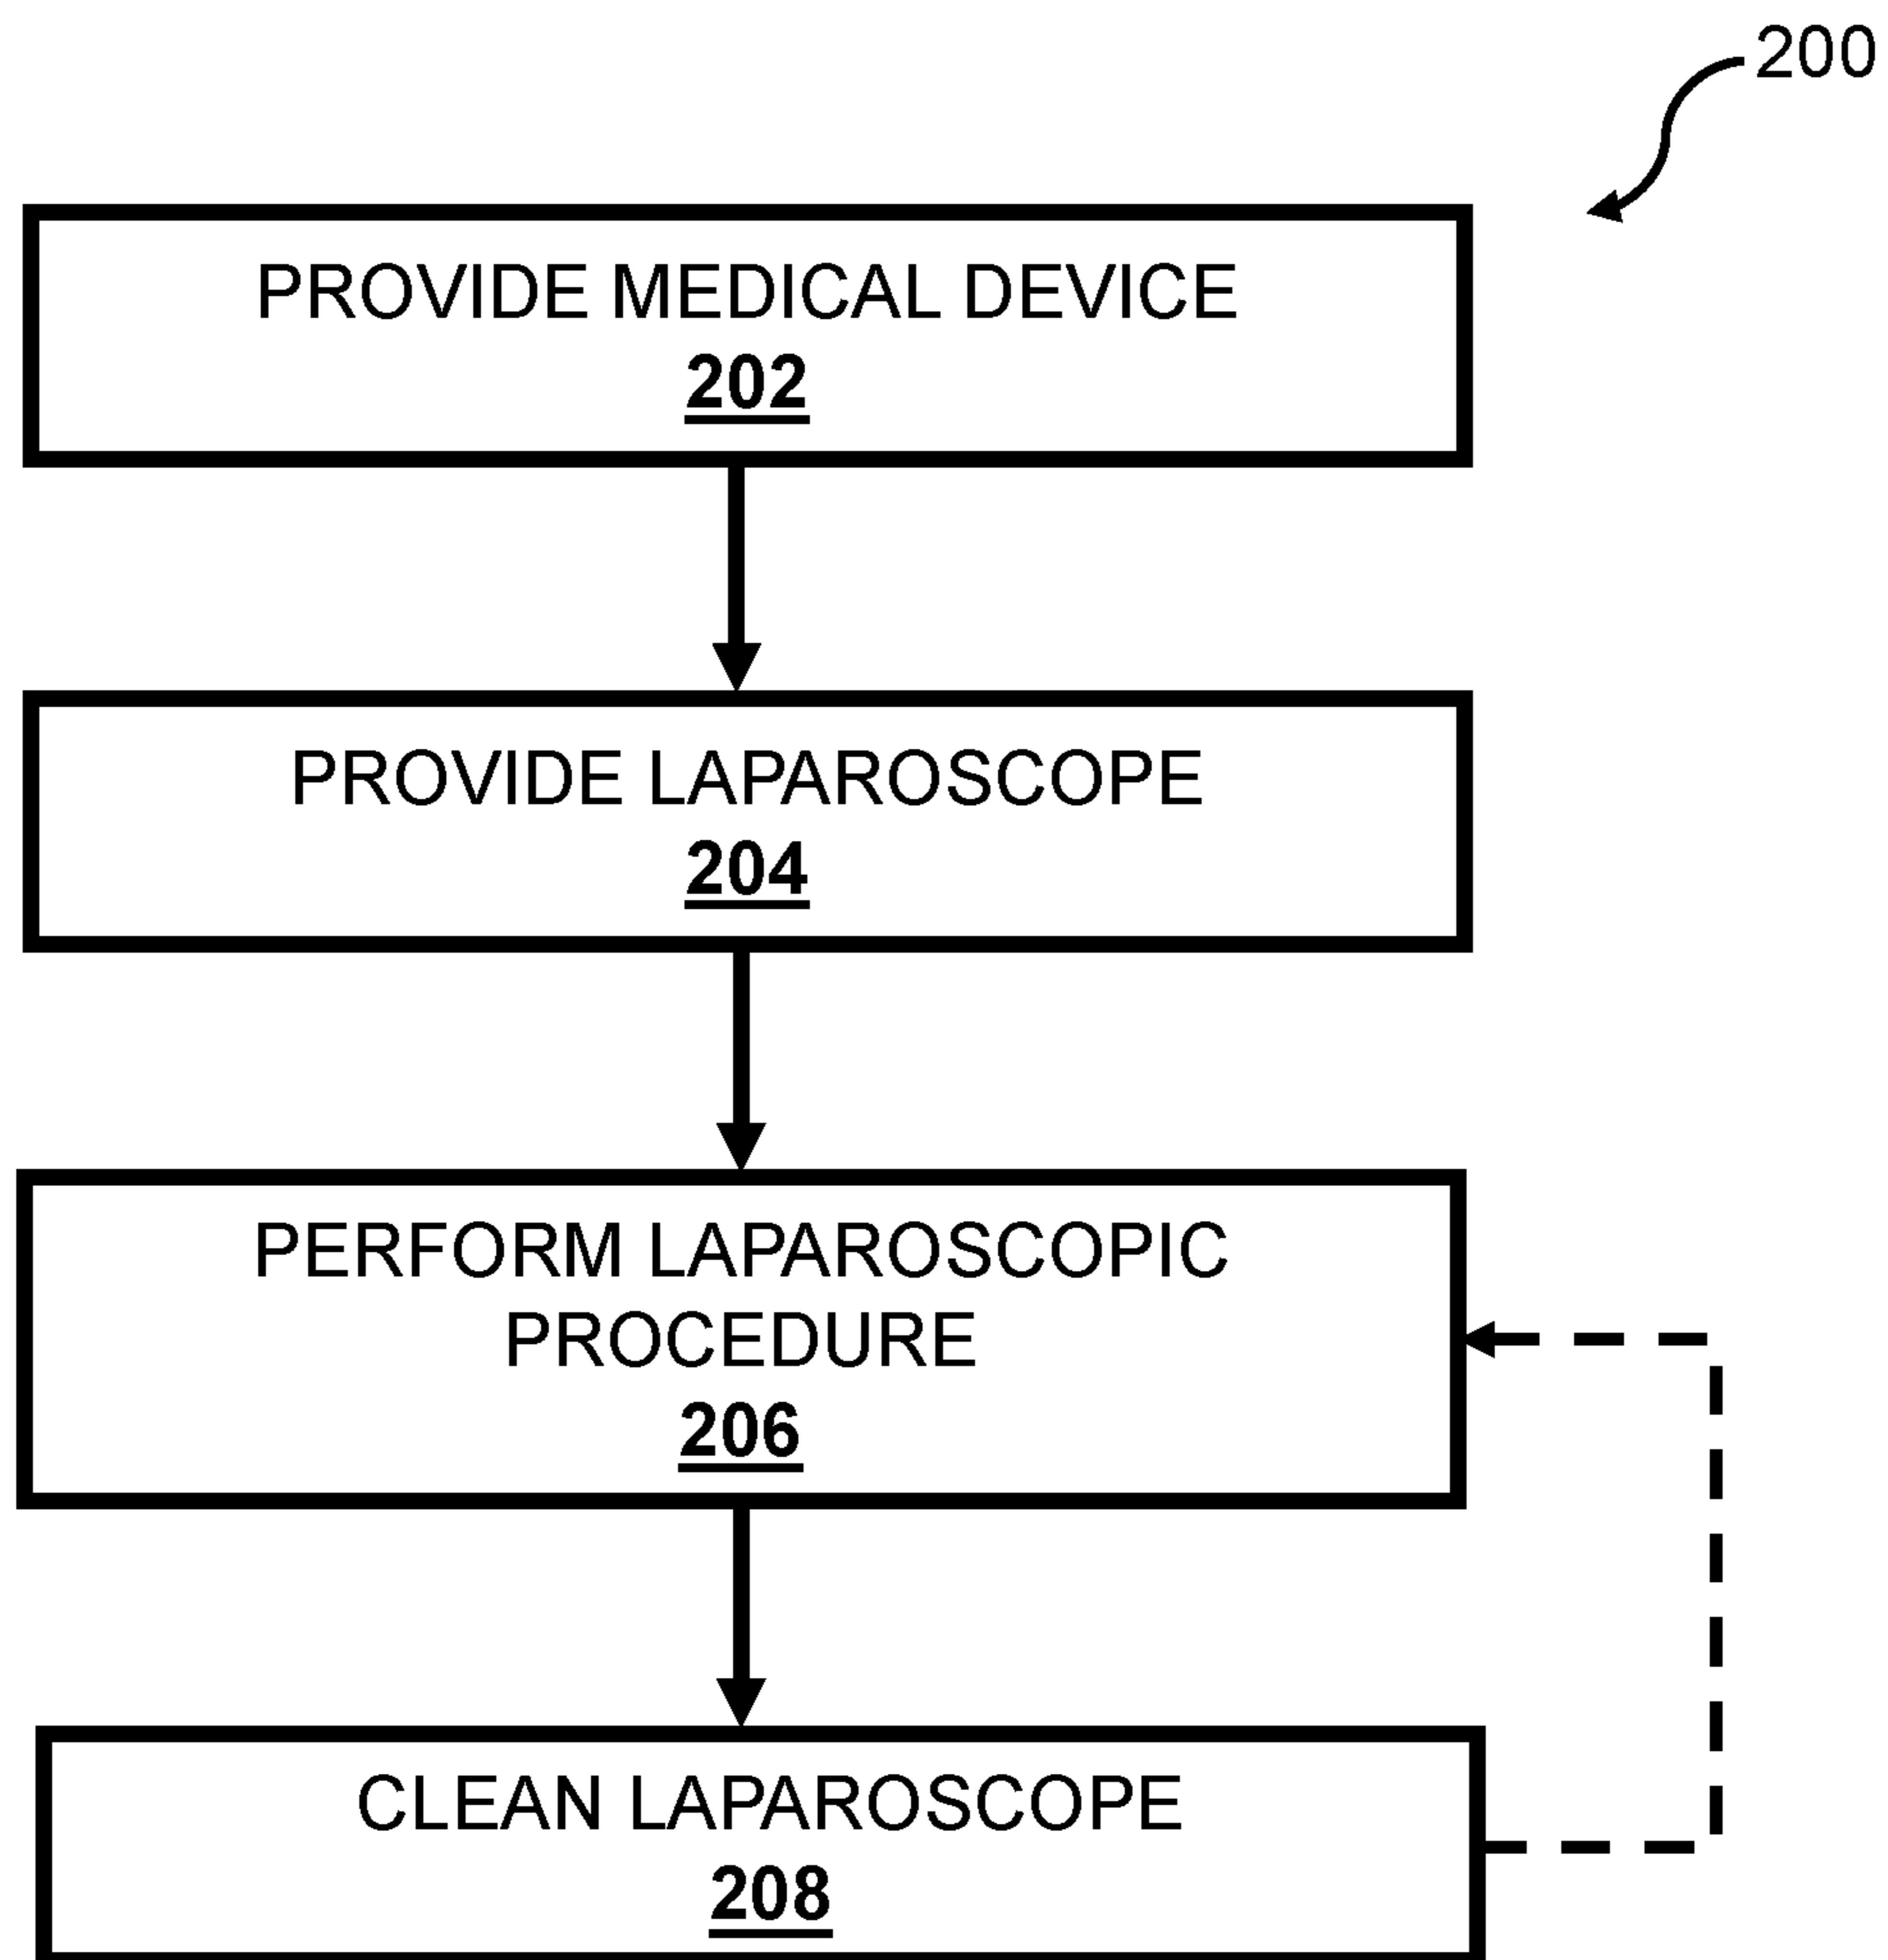 200
PROVIDE MEDICAL DEVICE
202
PROVIDE LAPAROSCOPE
204
PERFORM LAPAROSCOPIC
PROCEDURE
206
CLEAN LAPAROSCOPE
208